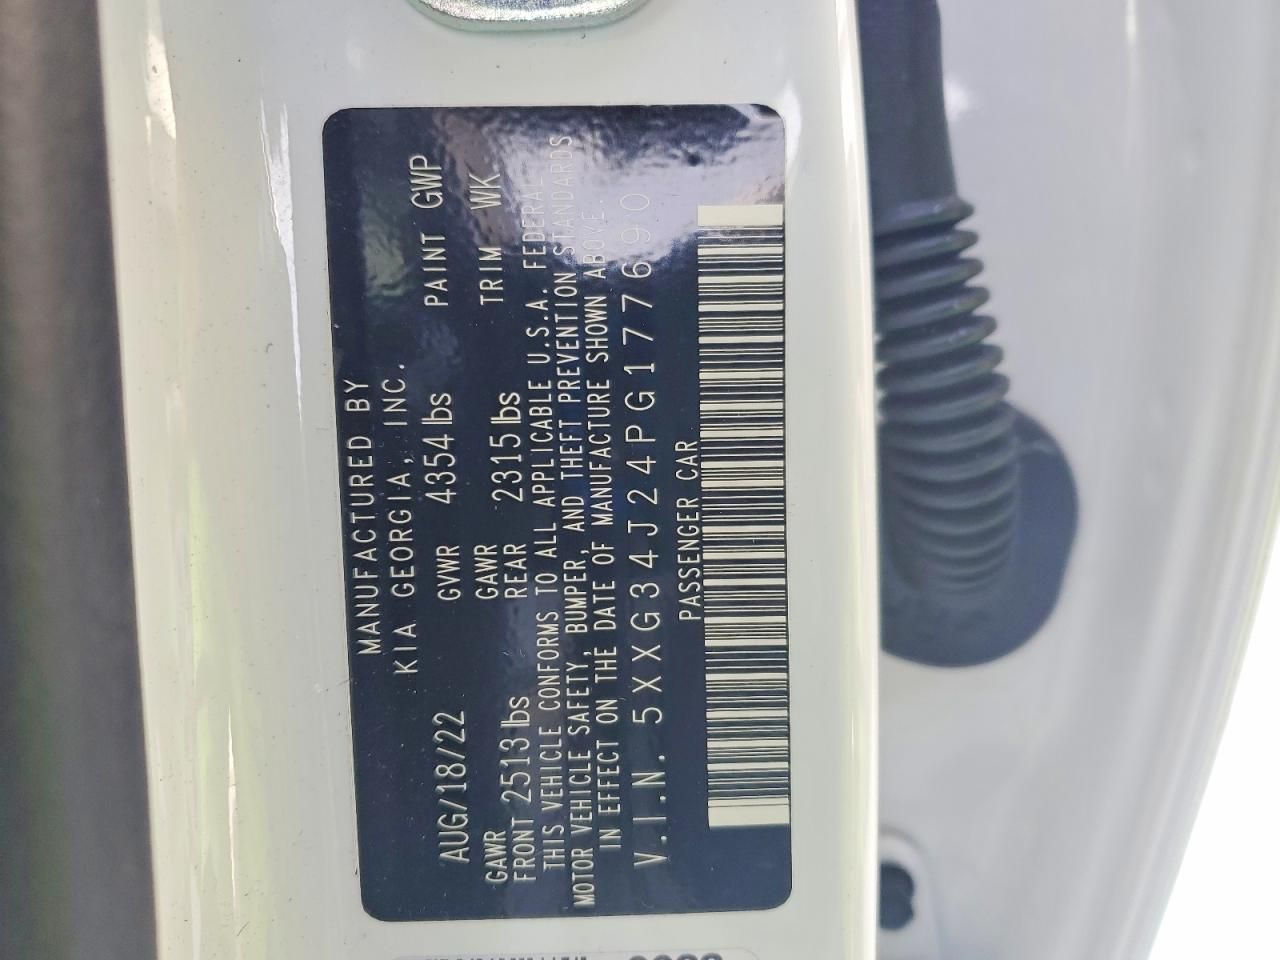 MANUFACTURED BY
KIA GEORGIA, INC.
AUG/18/22 GVWR 4354 lbs PAINT GWP
GAWR FRONT 2513 lbs GAWR REAR 2315 lbs TRIM WK
THIS VEHICLE CONFORMS TO ALL APPLICABLE U.S.A. FEDERAL
MOTOR VEHICLE SAFETY, BUMPER, AND THEFT PREVENTION STANDARDS
IN EFFECT ON THE DATE OF MANUFACTURE SHOWN ABOVE.
V.I.N. 5XXG34J24PG177690
PASSENGER CAR